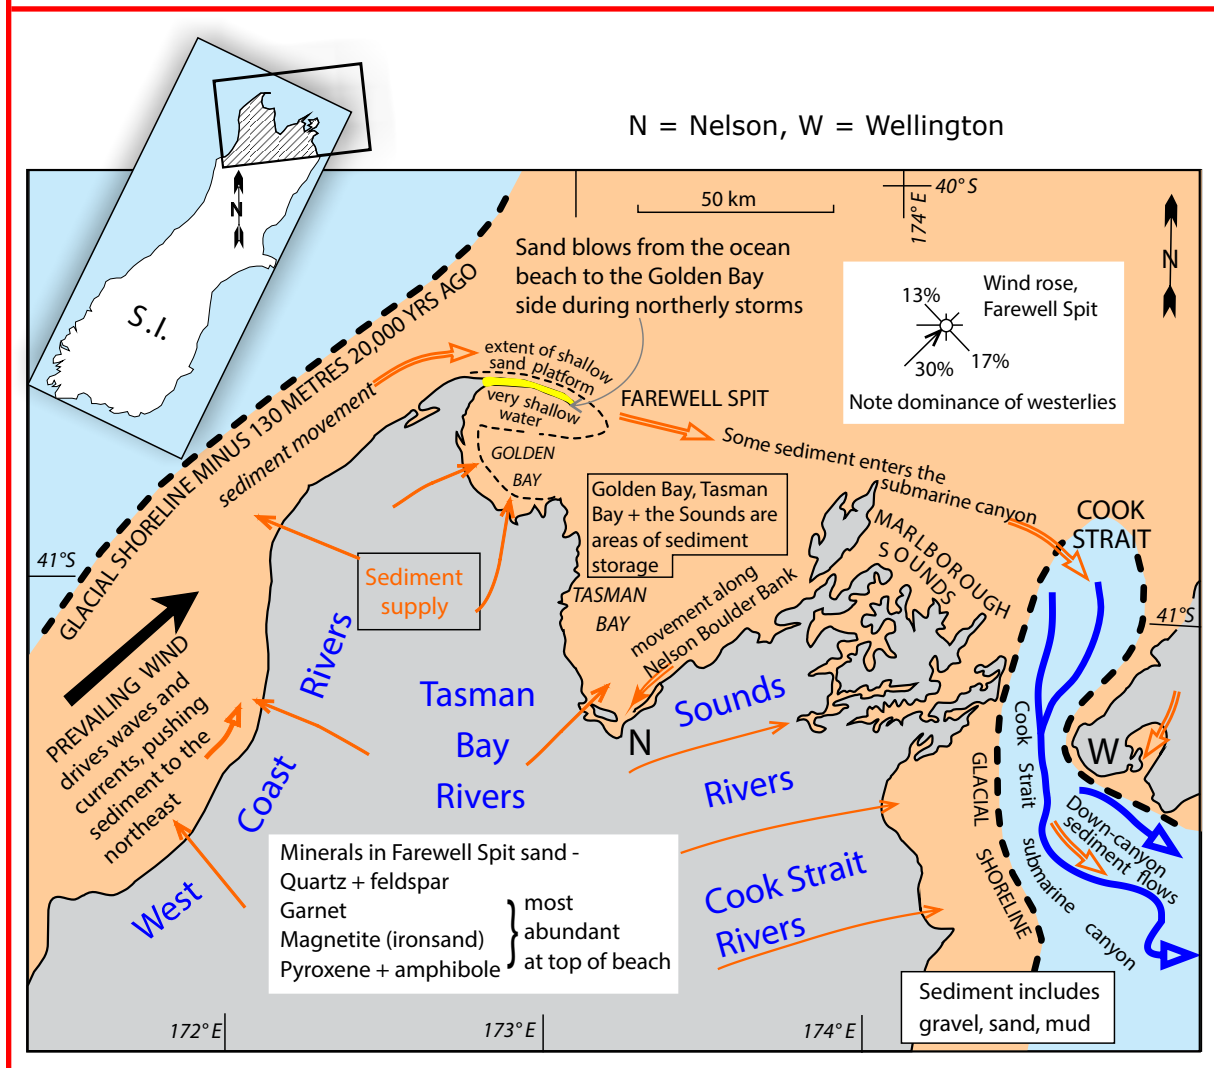 N = Nelson, W = Wellington
N
S.I.
50 km
40°S
174°E
N
Sand blows from the ocean
beach to the Golden Bay
side during northerly storms
Wind rose,
Farewell Spit
13%
30%
17%
Note dominance of westerlies
GLACIAL SHORELINE MINUS 130 METRES 20,000 YRS AGO
sediment movement
extent of shallow
sand platform
very shallow
water
FAREWELL SPIT
GOLDEN
BAY
Some sediment enters the
submarine canyon
Golden Bay, Tasman
Bay + the Sounds are
areas of sediment
storage
COOK
STRAIT
MARLBOROUGH
SOUNDS
41°S
41°S
Sediment
supply
TASMAN
BAY
movement along
Nelson Boulder Bank
PREVAILING WIND
drives waves and
currents, pushing
sediment to the
northeast
West Coast Rivers
Tasman
Bay
Rivers
N
Sounds
Rivers
Cook Strait
Rivers
W
GLACIAL SHORELINE
Cook Strait submarine canyon
Down-canyon
sediment flows
Minerals in Farewell Spit sand -
Quartz + feldspar
Garnet
Magnetite (ironsand)
Pyroxene + amphibole
most
abundant
at top of beach
Sediment includes
gravel, sand, mud
172°E
173°E
174°E